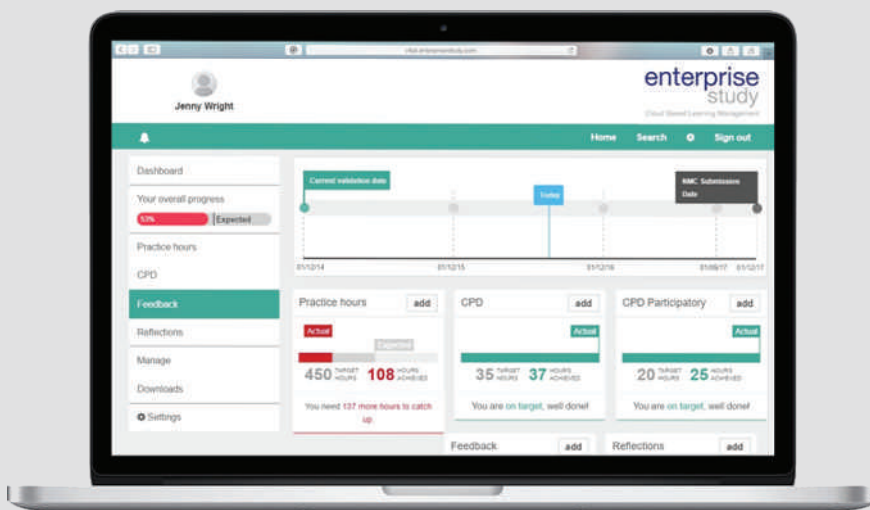 Jenny Wright
enterprise
study
Cloud Based Learning Management
Home Search Sign out
Dashboard
Your overall progress
53% Expected
Practice hours
CPD
Feedback
Reflections
Manage
Downloads
Settings
Current validation date
Today
NMC Submission
Date
01/12/14 01/12/15 01/12/16 01/09/17 01/12/17
Practice hours add
Actual
Expected
450 TARGET HOURS 108 HOURS ACHIEVED
You need 137 more hours to catch
up.
CPD add
Actual
35 TARGET HOURS 37 HOURS ACHIEVED
You are on target, well done!
CPD Participatory add
Actual
20 TARGET HOURS 25 HOURS ACHIEVED
You are on target, well done!
Feedback add
Reflections add